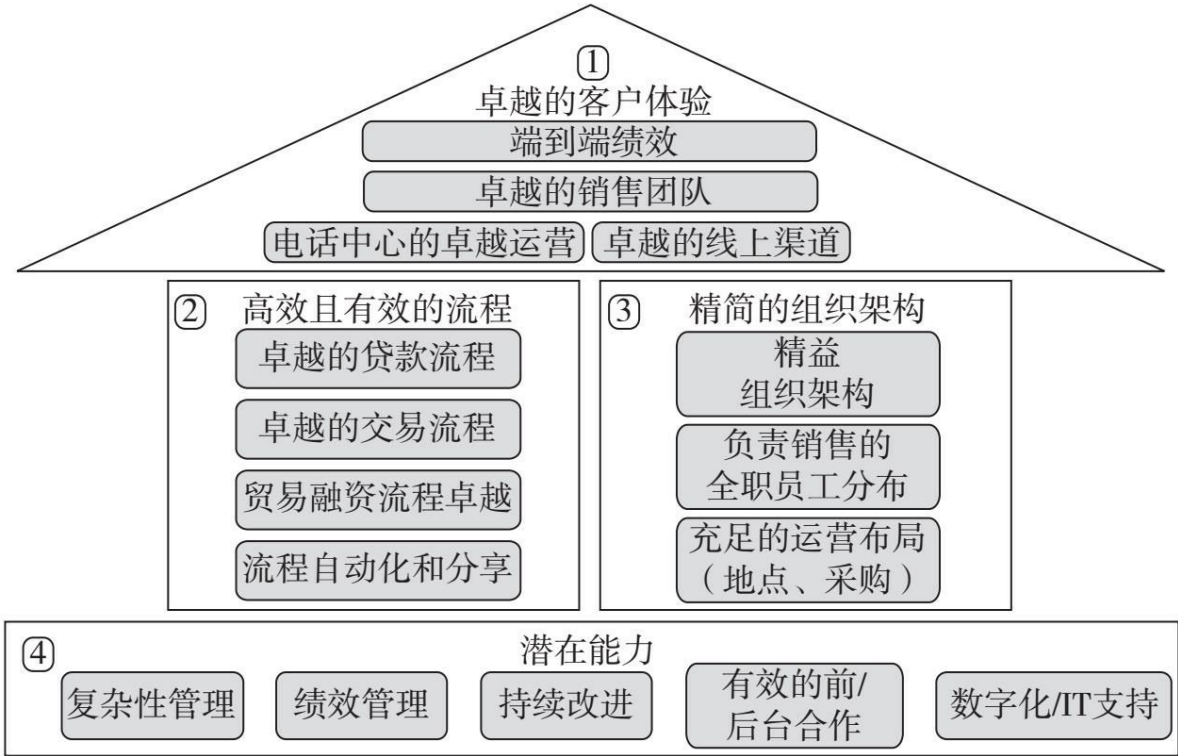 1
卓越的客户体验
端到端绩效
卓越的销售团队
电话中心的卓越运营
卓越的线上渠道
2
高效且有效的流程
卓越的贷款流程
卓越的交易流程
贸易融资流程卓越
流程自动化和分享
3
精简的组织架构
精益
组织架构
负责销售的
全职员工分布
充足的运营布局
（地点、采购）
4
潜在能力
复杂性管理
绩效管理
持续改进
有效的前/
后台合作
数字化/IT支持